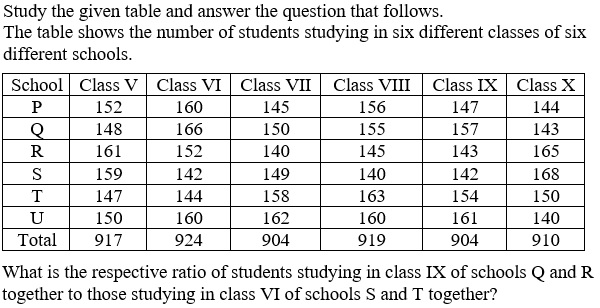 Study the given table and answer the question that follows.
The table shows the number of students studying in six different classes of six
different schools.
School Class V Class VI Class VII Class VIII Class IX Class X
P 152 160 145 156 147 144
Q 148 166 150 155 157 143
R 161 152 140 145 143 165
S 159 142 149 140 142 168
T 147 144 158 163 154 150
U 150 160 162 160 161 140
Total 917 924 904 919 904 910
What is the respective ratio of students studying in class IX of schools Q and R
together to those studying in class VI of schools S and T together?